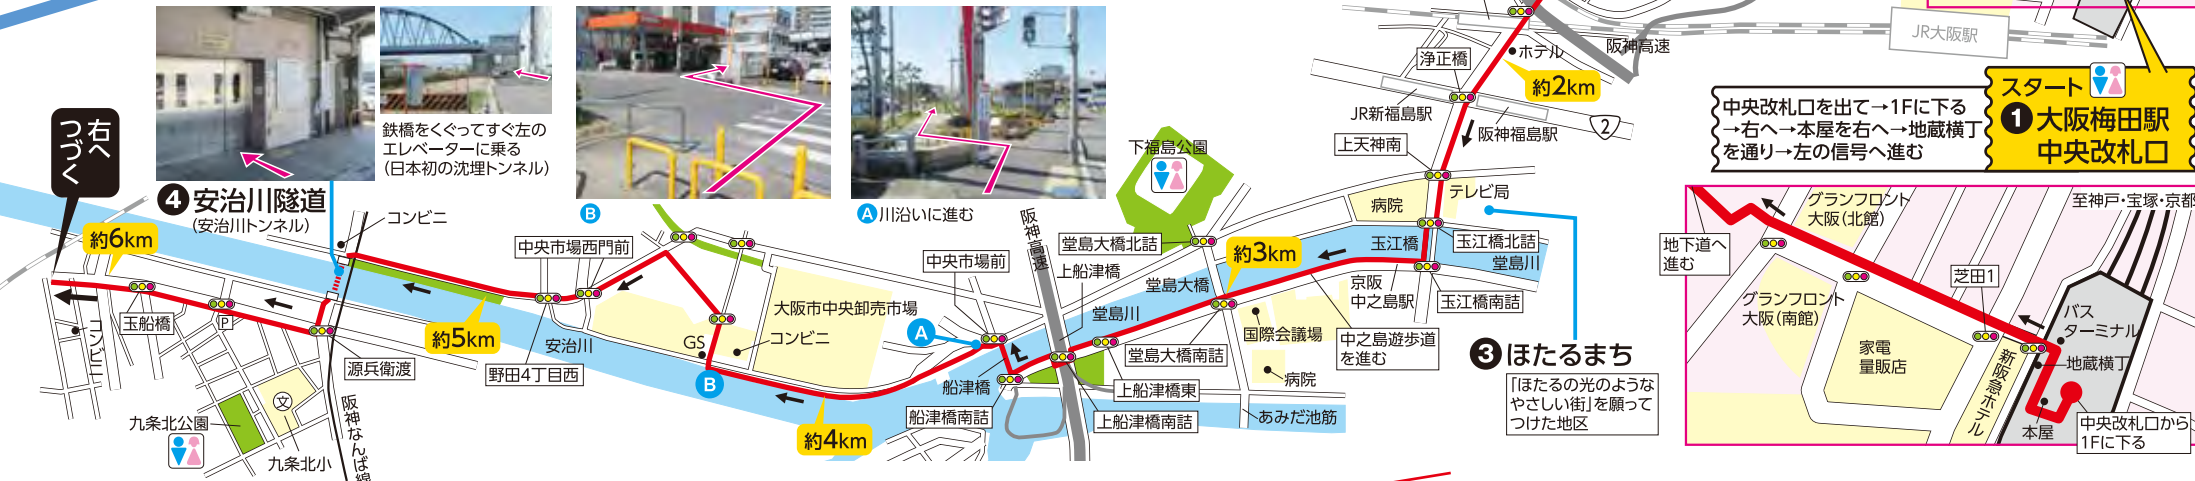 スタート
❶大阪梅田駅
中央改札口
中央改札口を出て→1Fに下る
→右へ→本屋を右へ→地蔵横丁
を通り→左の信号へ進む
JR大阪駅
至神戸・宝塚・京都
グランフロント
大阪(北館)
地下道へ
進む
グランフロント
大阪(南館)
芝田1
家電
量販店
新阪急ホテル
バス
ターミナル
地蔵横丁
本屋
中央改札口から
1Fに下る
阪神高速
ホテル
浄正橋
約2km
JR新福島駅
阪神福島駅
2
上天神南
テレビ局
病院
下福島公園
玉江橋
玉江橋北詰
堂島川
堂島大橋北詰
約3km
堂島大橋
京阪
中之島駅
玉江橋南詰
❸ほたるまち
「ほたるの光のような
やさしい街」を願って
つけた地区
国際会議場
中之島遊歩道
を進む
病院
あみだ池筋
堂島大橋南詰
堂島川
上船津橋
阪神高速
上船津橋東
上船津橋南詰
中央市場前
A
A川沿いに進む
船津橋
船津橋南詰
約4km
大阪市中央卸売市場
コンビニ
GS
B
B
中央市場西門前
安治川
野田4丁目西
約5km
鉄橋をくぐってすぐ左の
エレベーターに乗る
(日本初の沈埋トンネル)
❹安治川隧道
(安治川トンネル)
コンビニ
源兵衛渡
阪神なんば線
P
文
九条北小
九条北公園
玉船橋
コンビニ
約6km
右へ
つづく